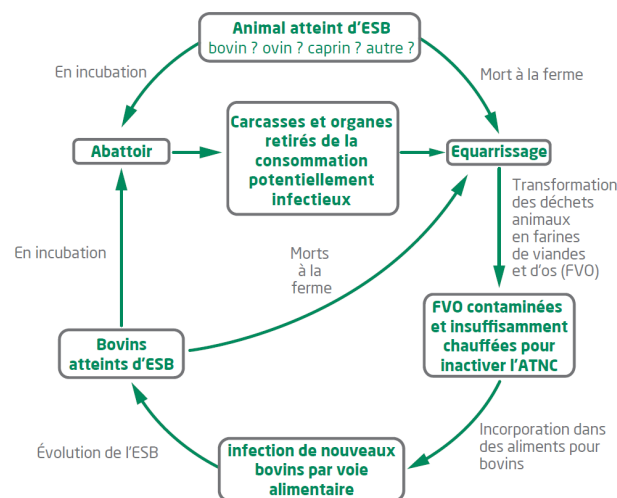 Animal atteint d'ESB
bovin ? ovin ? caprin ? autre ?
En incubation
Mort à la ferme
Carcasses et organes
retirés de la
consommation
potentiellement
infectieux
Abattoir
Equarrissage
Transformation
des déchets
animaux
en farines
de viandes
et d'os (FVO)
En incubation
Morts
à la
ferme
FVO contaminées
et insuffisamment
chauffées pour
inactiver l'ATNC
Bovins
atteints d'ESB
Incorporation dans
des aliments pour
bovins
Évolution de l'ESB
infection de nouveaux
bovins par voie
alimentaire